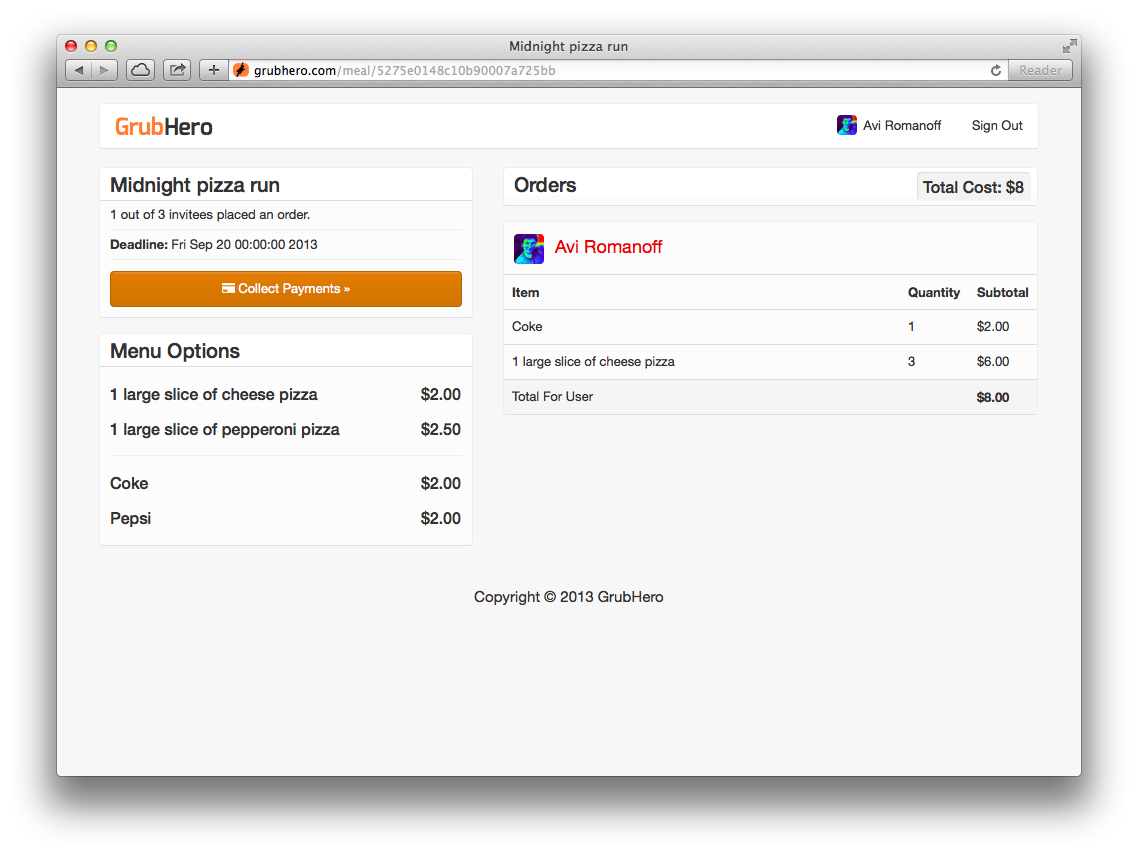 Midnight pizza run
grubhero.com/meal/5275e0148c10b90007a725bb
Reader
GrubHero
Avi Romanoff
Sign Out
Midnight pizza run
1 out of 3 invitees placed an order.
Deadline: Fri Sep 20 00:00:00 2013
Collect Payments »
Menu Options
1 large slice of cheese pizza $2.00
1 large slice of pepperoni pizza $2.50
Coke $2.00
Pepsi $2.00
Orders
Total Cost: $8
Avi Romanoff
Item Quantity Subtotal
Coke 1 $2.00
1 large slice of cheese pizza 3 $6.00
Total For User $8.00
Copyright © 2013 GrubHero